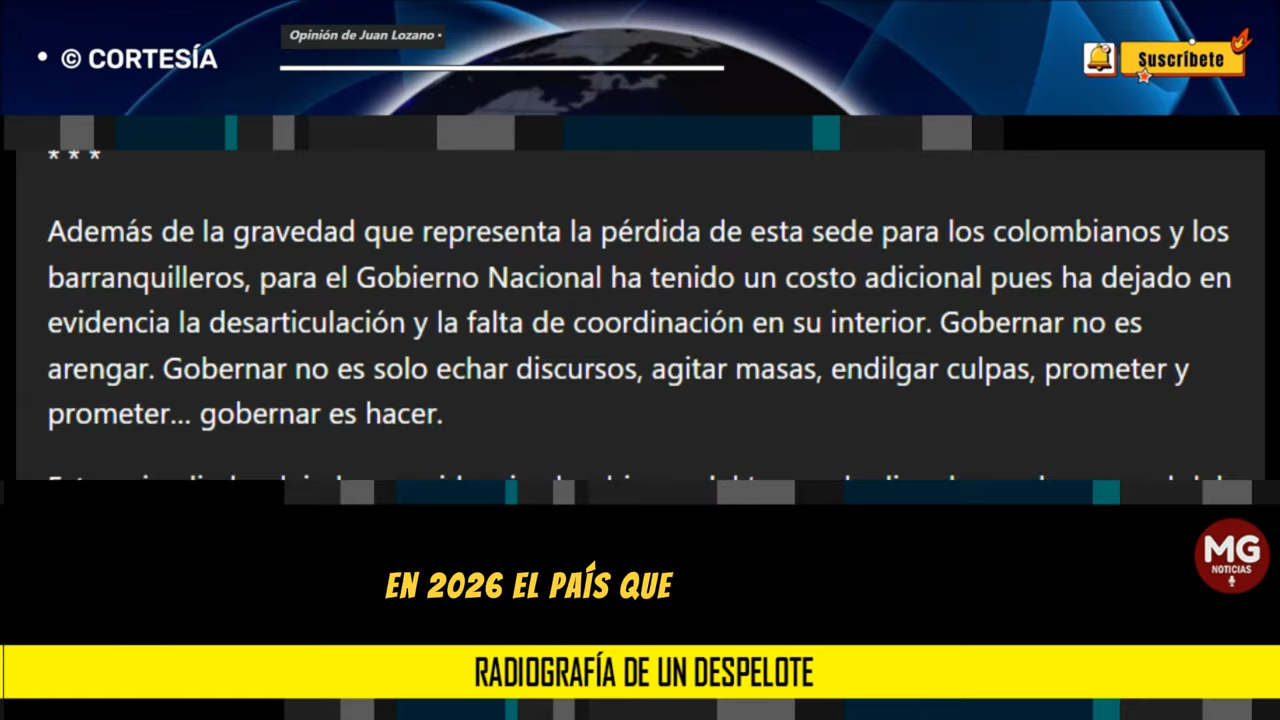 • © CORTESÍA
Opinión de Juan Lozano •
Suscríbete
* * *
Además de la gravedad que representa la pérdida de esta sede para los colombianos y los
barranquilleros, para el Gobierno Nacional ha tenido un costo adicional pues ha dejado en
evidencia la desarticulación y la falta de coordinación en su interior. Gobernar no es
arengar. Gobernar no es solo echar discursos, agitar masas, endilgar culpas, prometer y
prometer... gobernar es hacer.
MG
NOTICIAS
EN 2026 EL PAÍS QUE
RADIOGRAFÍA DE UN DESPELOTE